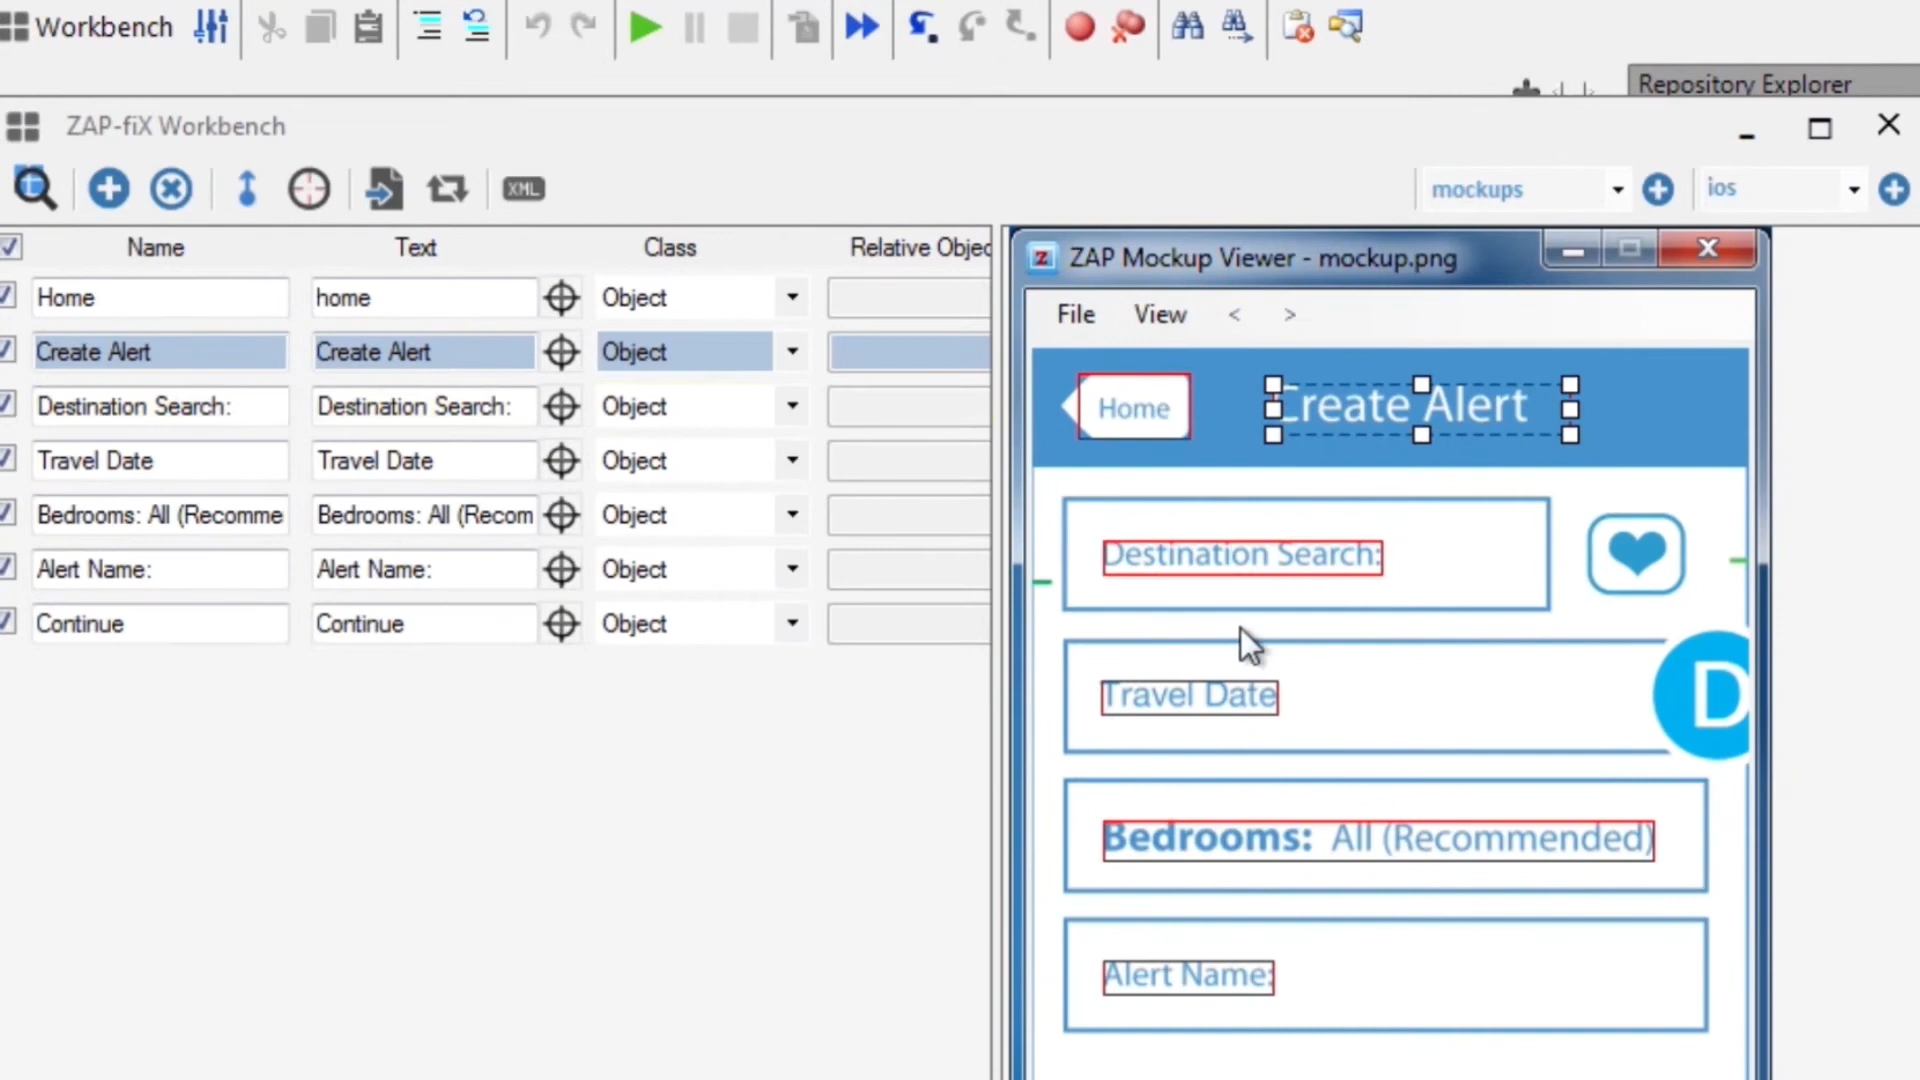 Workbench
Repository Explorer
ZAP-fiX Workbench
XML
mockups
ios
Name Text Class Relative Objec
Home home Object
Create Alert Create Alert Object
Destination Search: Destination Search: Object
Travel Date Travel Date Object
Bedrooms: All (Recomme Bedrooms: All (Recom Object
Alert Name: Alert Name: Object
Continue Continue Object
Z ZAP Mockup Viewer - mockup.png
File View < >
Home Create Alert
Destination Search:
Travel Date
D
Bedrooms: All (Recommended)
Alert Name: